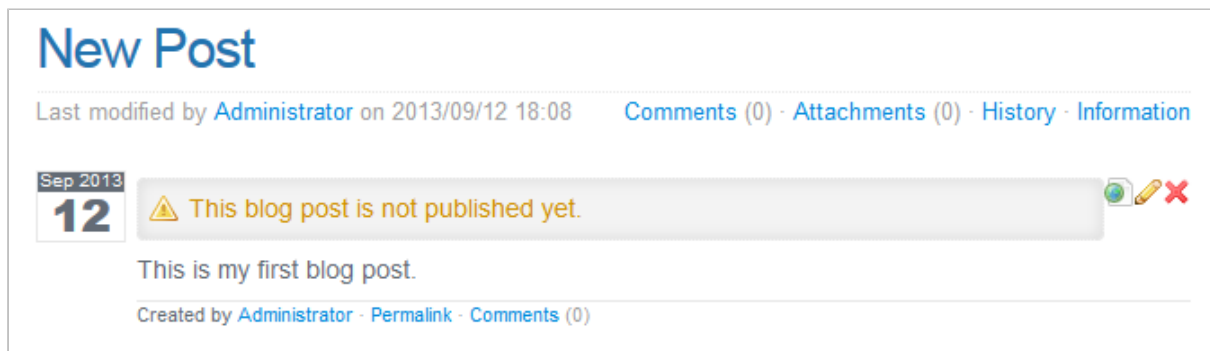 New Post
Last modified by Administrator on 2013/09/12 18:08 Comments (0) · Attachments (0) · History · Information
Sep 2013
12
This blog post is not published yet.
This is my first blog post.
Created by Administrator · Permalink · Comments (0)